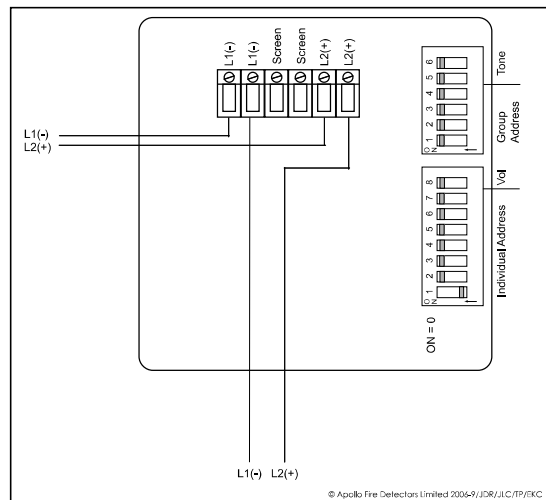 L1(-)
L1(-)
Screen
Screen
L2(+)
L2(+)
L1(-)
L2(+)
6
5
4
3
2
1
ON
Tone
Group
Address
8
7
6
5
4
3
2
1
ON
Vol
Individual Address
ON = 0
L1(-)
L2(+)
© Apollo Fire Detectors Limited 2006-9/JDR/JLC/TP/EKC